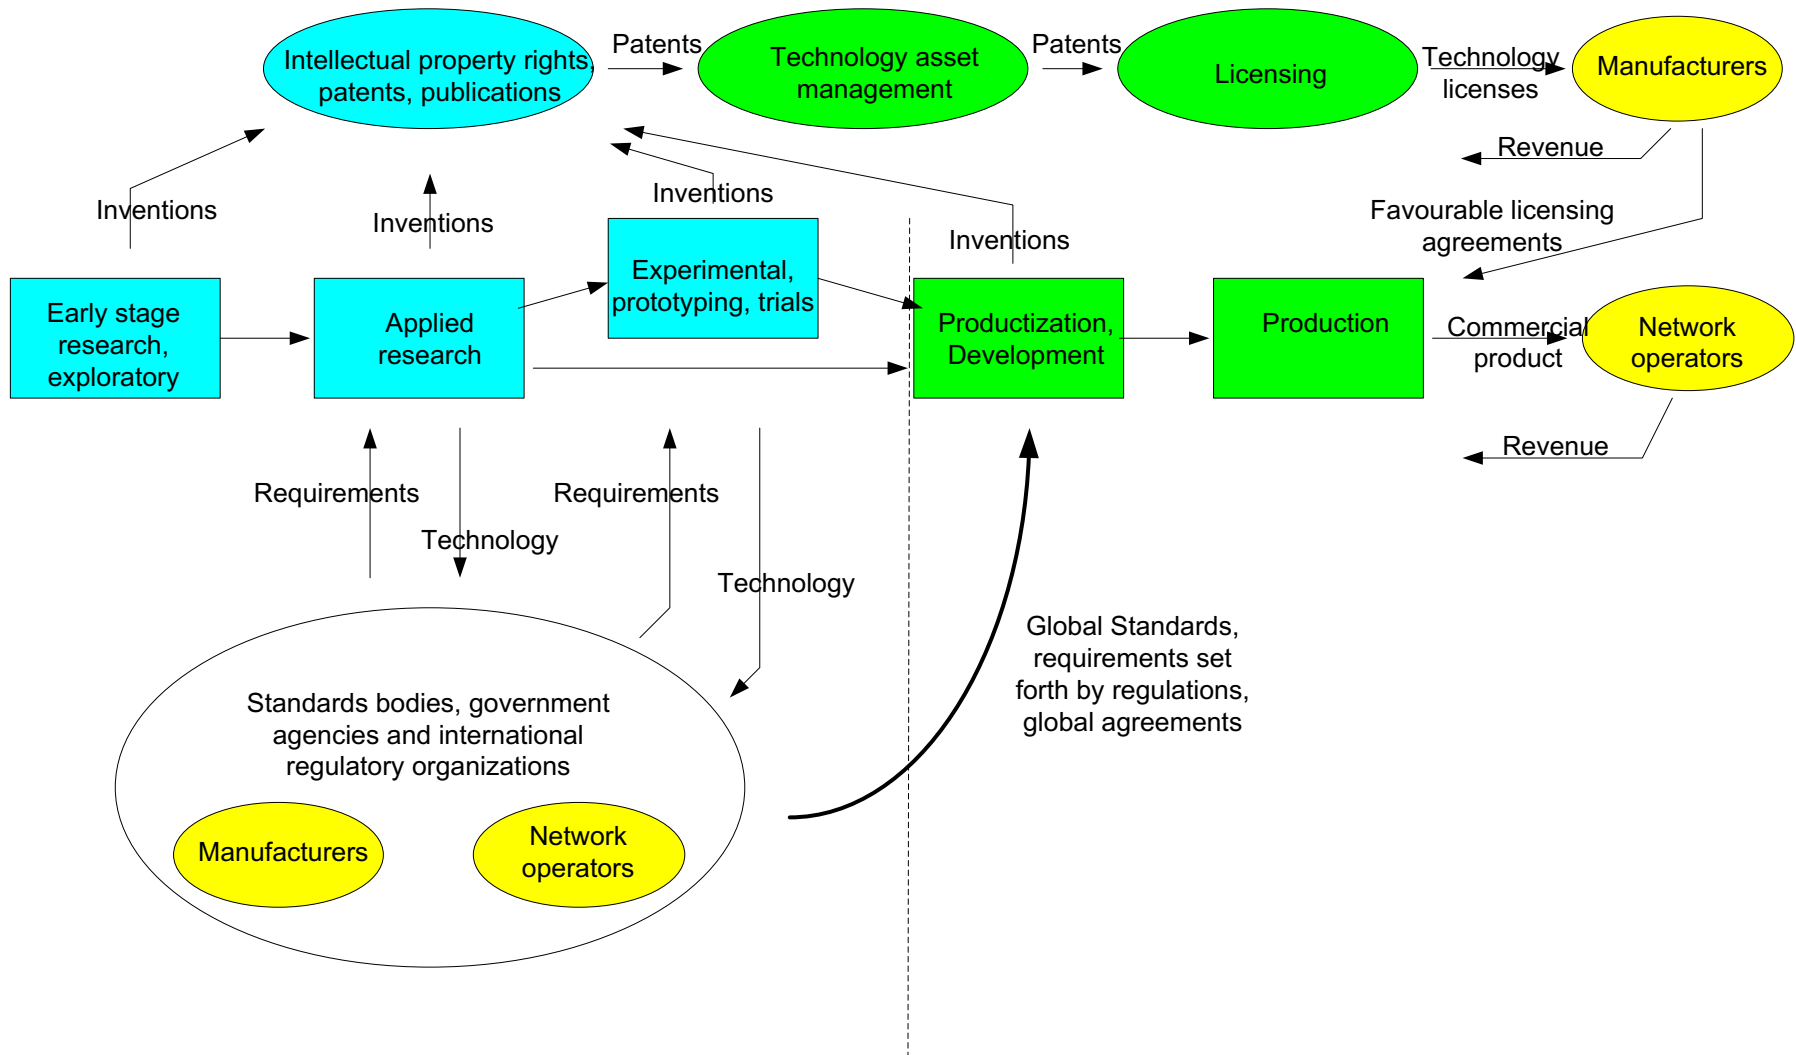 Intellectual property rights,
patents, publications
Patents
Technology asset
management
Patents
Licensing
Technology
licenses
Manufacturers
Revenue
Favourable licensing
agreements
Inventions
Inventions
Inventions
Inventions
Early stage
research,
exploratory
Applied
research
Experimental,
prototyping, trials
Productization,
Development
Production
Commercial
product
Network
operators
Revenue
Requirements
Technology
Requirements
Technology
Global Standards,
requirements set
forth by regulations,
global agreements
Standards bodies, government
agencies and international
regulatory organizations
Manufacturers
Network
operators